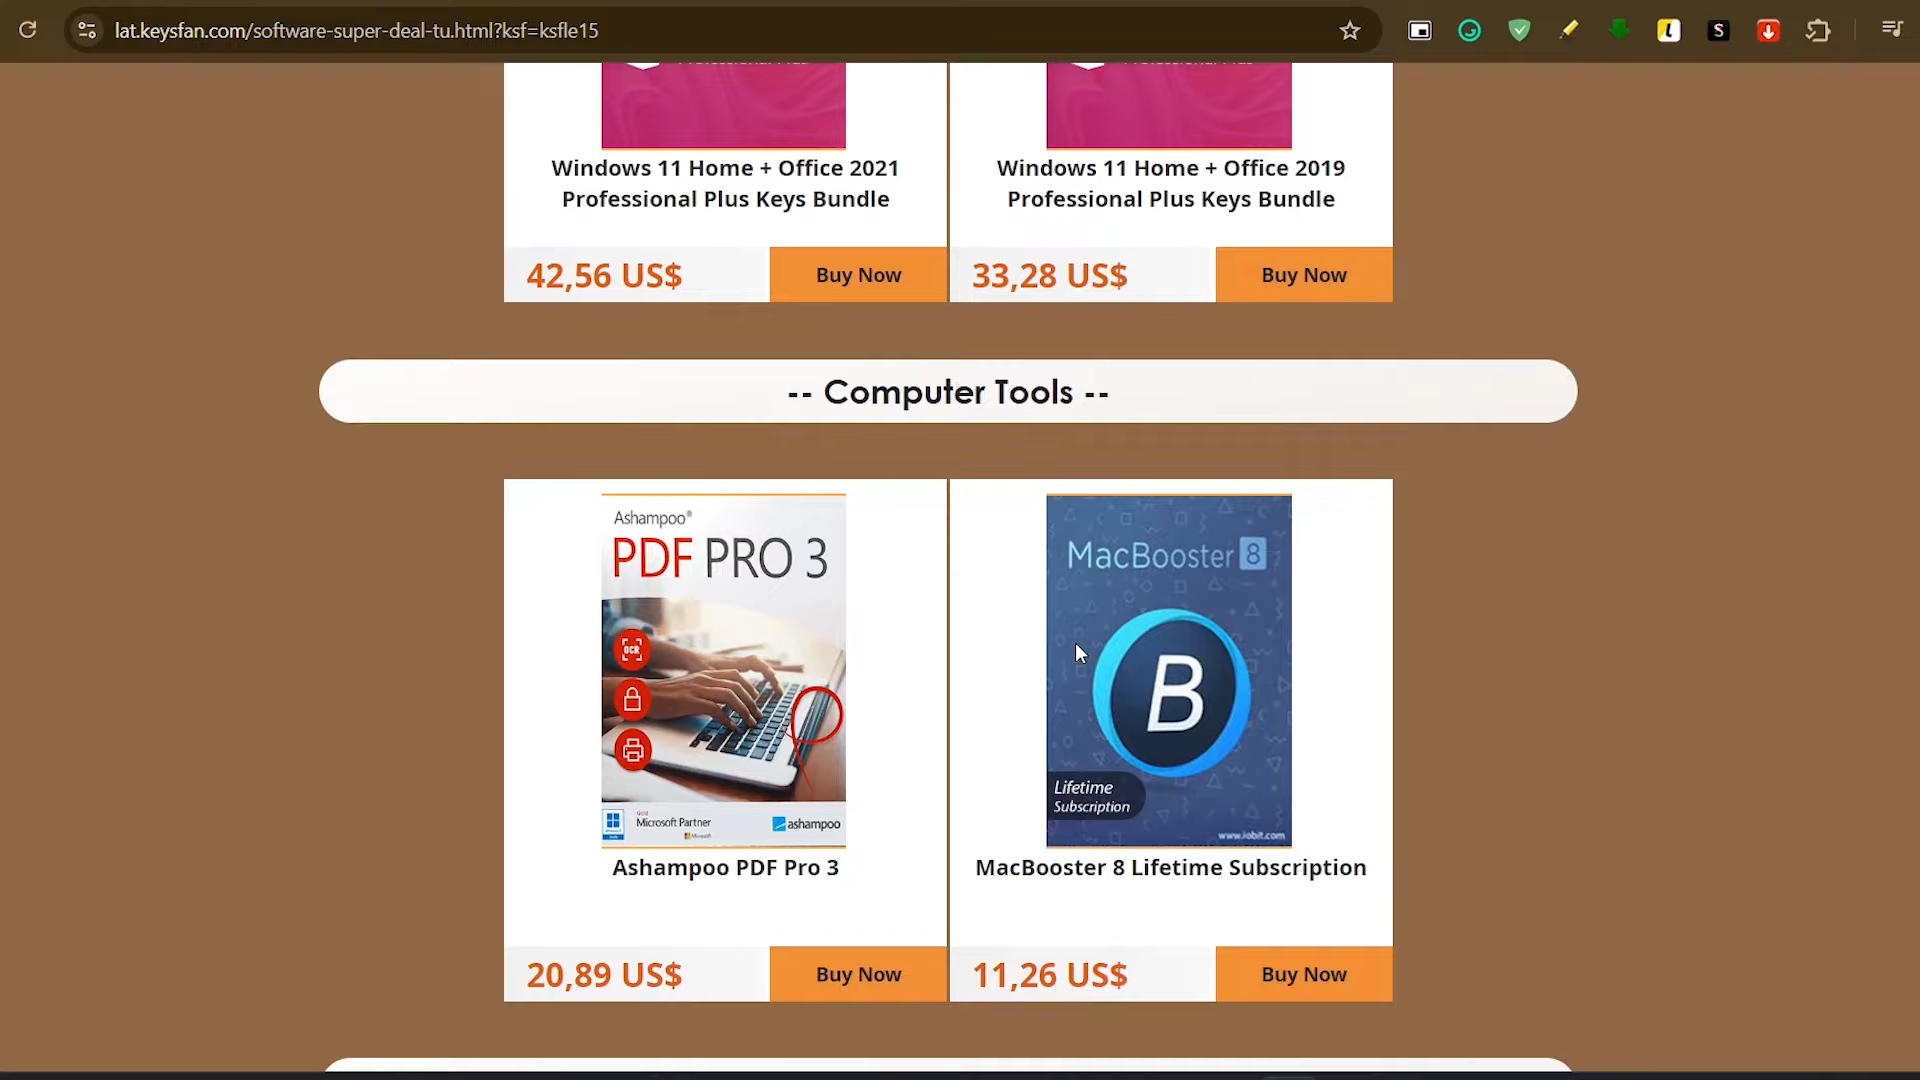 lat.keysfan.com/software-super-deal-tu.html?ksf=ksfle15
Windows 11 Home + Office 2021
Professional Plus Keys Bundle
42,56 US$
Buy Now
Windows 11 Home + Office 2019
Professional Plus Keys Bundle
33,28 US$
Buy Now
-- Computer Tools --
Ashampoo®
PDF PRO 3
OCR
Microsoft Partner
ashampoo
Ashampoo PDF Pro 3
20,89 US$
Buy Now
MacBooster 8
B
Lifetime
Subscription
www.iobit.com
MacBooster 8 Lifetime Subscription
11,26 US$
Buy Now